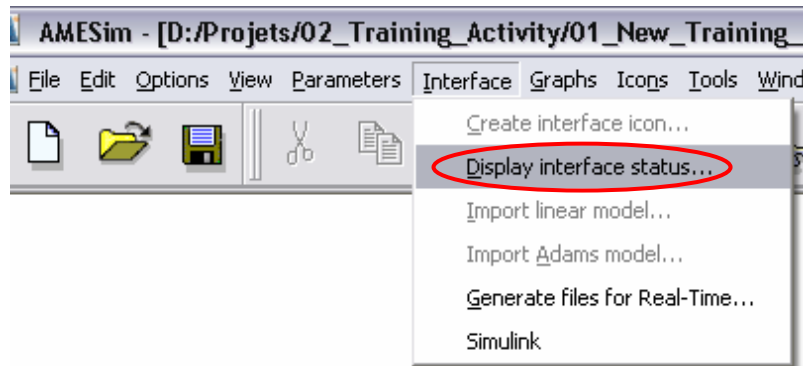 AMESim - [D:/Projets/02_Training_Activity/01_New_Training_
File Edit Options View Parameters Interface Graphs Icons Tools Wind
Create interface icon...
Display interface status...
Import linear model...
Import Adams model...
Generate files for Real-Time...
Simulink